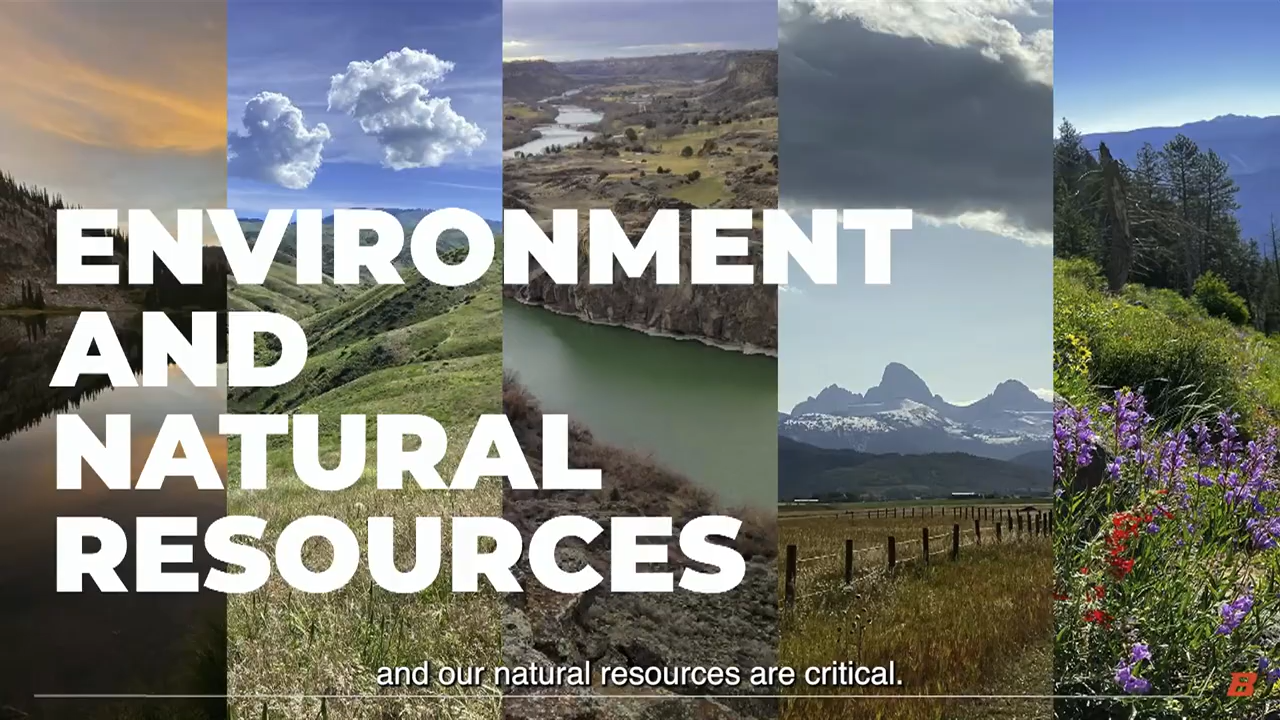 ENVIRONMENT
AND
NATURAL
RESOURCES
and our natural resources are critical.
B